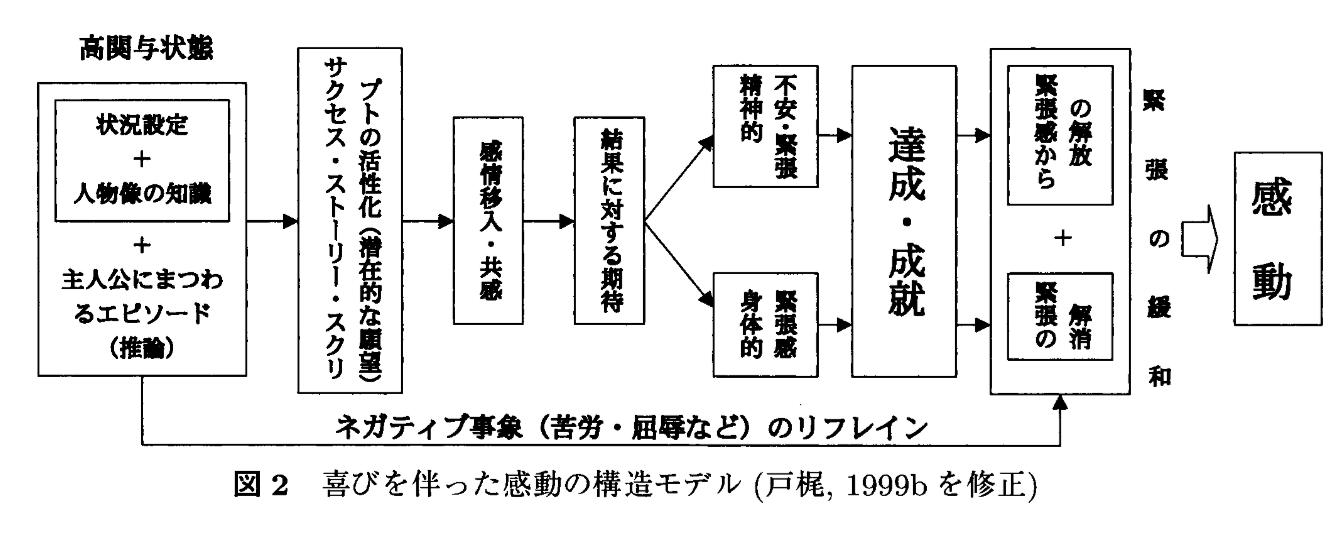 高関与状態
状況設定
+
人物像の知識
+
主人公にまつわ
るエピソード
（推論）
サクセス・ストーリー・スクリ
プトの活性化（潜在的な願望）
感情移入・共感
結果に対する期待
精神的
不安・緊張
身体的
緊張感
達成・成就
緊張感から
の解放
+
緊張の
解消
緊張の緩和
感動
ネガティブ事象（苦労・屈辱など）のリフレイン
図2 喜びを伴った感動の構造モデル (戸梶, 1999b を修正)